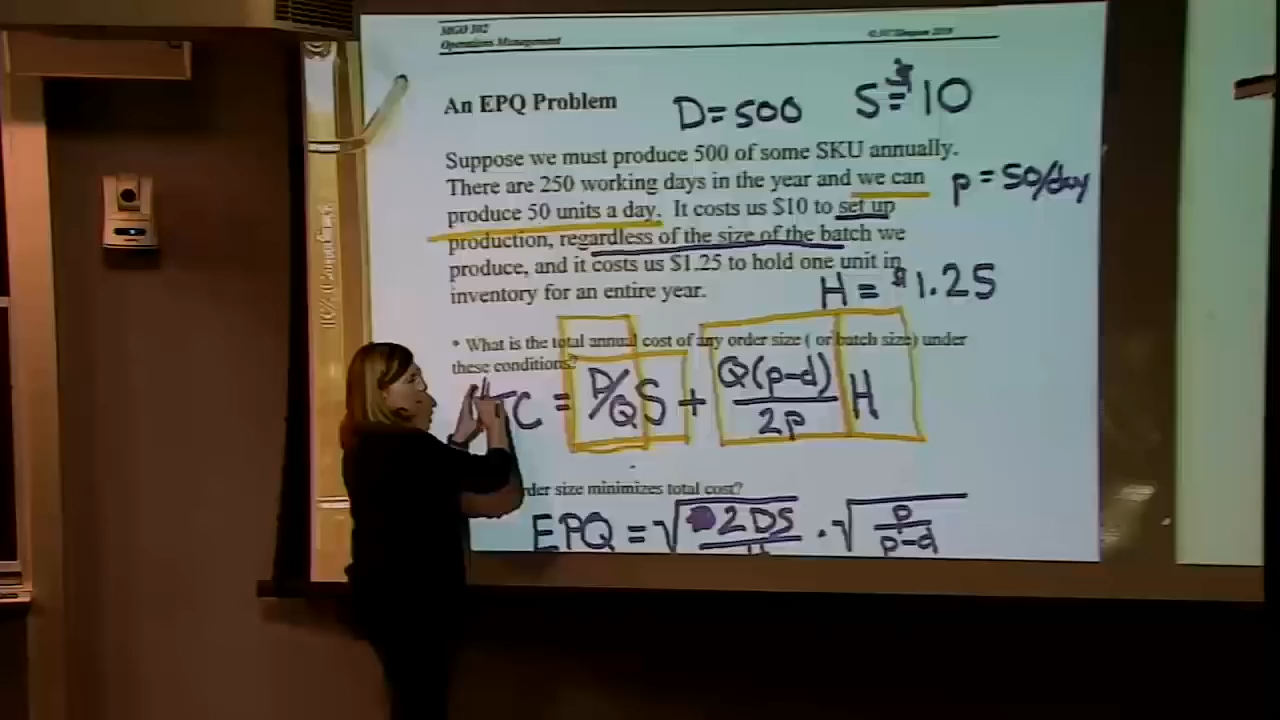 MGO 302
Operations Management
An EPQ Problem
D = 500
S = $10
Suppose we must produce 500 of some SKU annually.
There are 250 working days in the year and we can
p = 50/day
produce 50 units a day. It costs us $10 to set up
production, regardless of the size of the batch we
produce, and it costs us $1.25 to hold one unit in
inventory for an entire year.
H = $1.25
* What is the total annual cost of any order size ( or batch size) under
these conditions?
TC = D/Q S + Q(p-d)/2p H
der size minimizes total cost?
EPQ = √2DS/H · √p/p-d